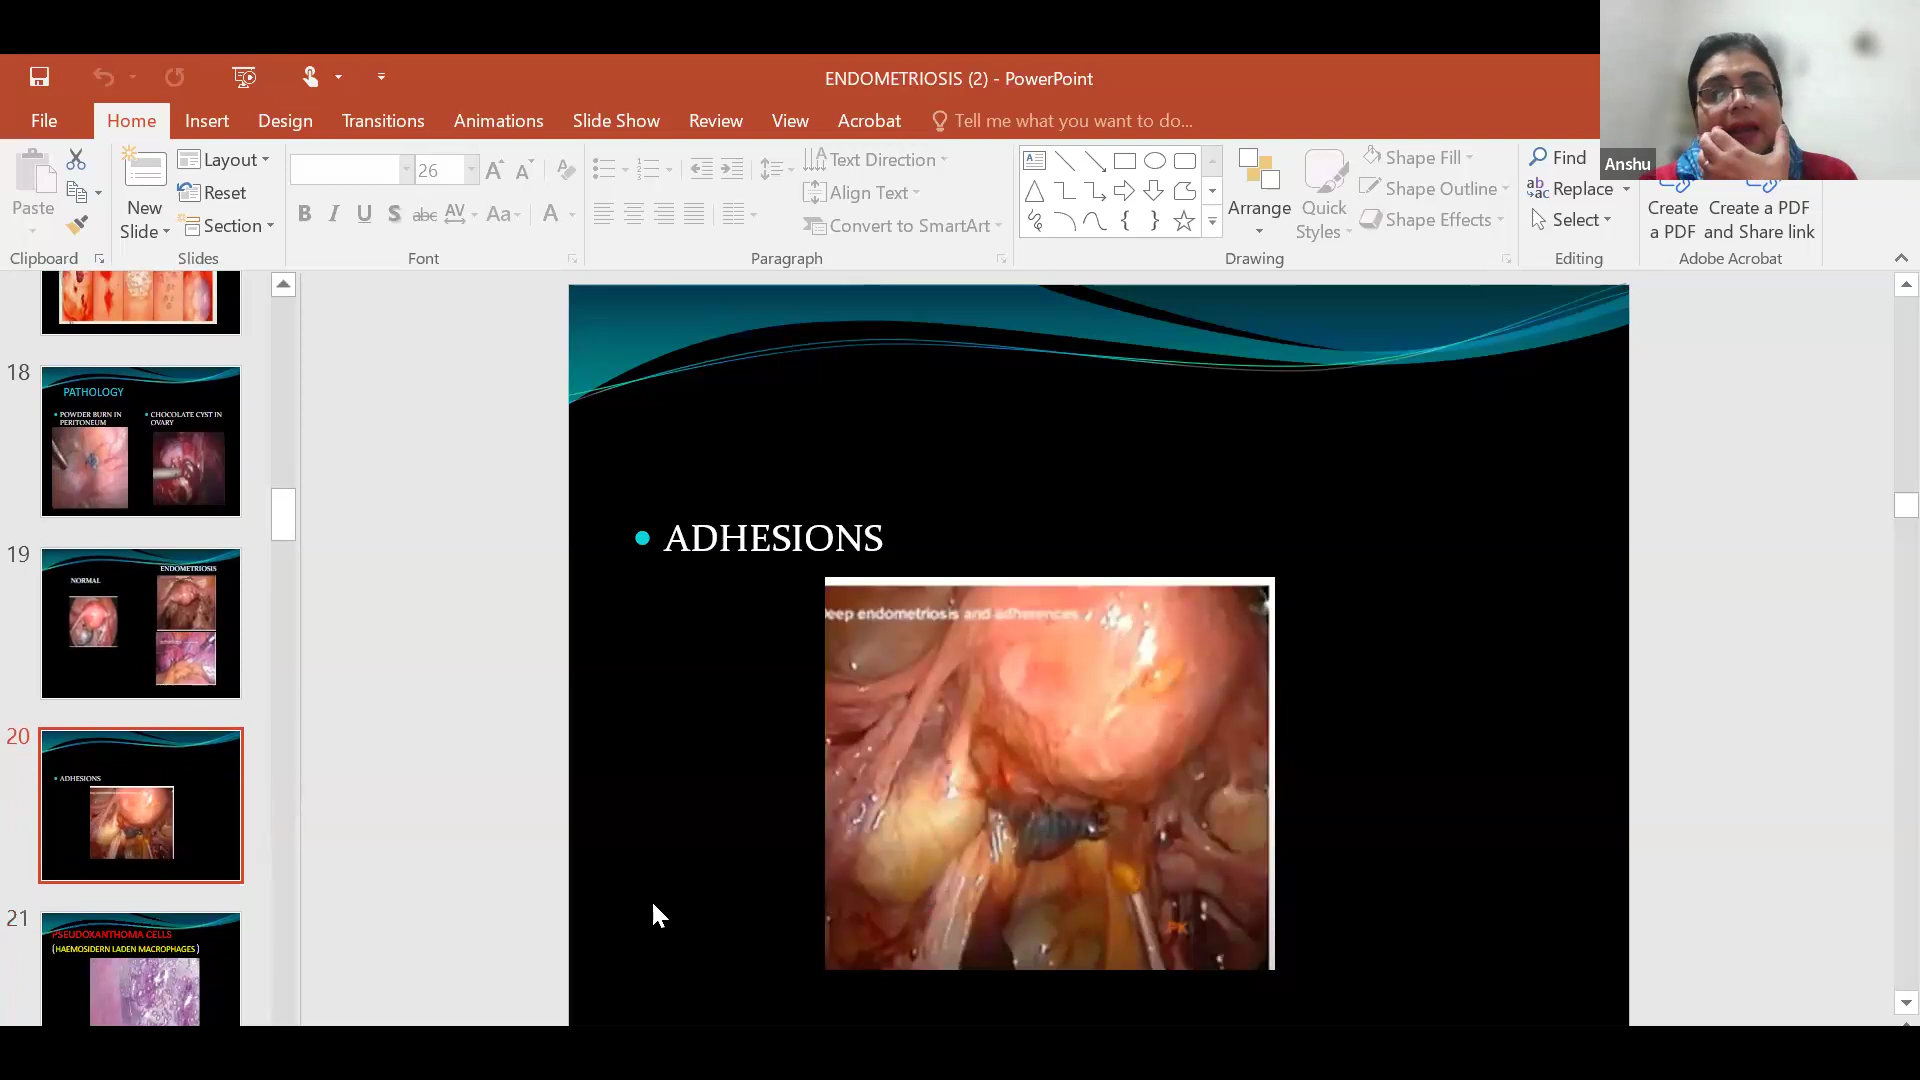 ENDOMETRIOSIS (2) - PowerPoint
File Home Insert Design Transitions Animations Slide Show Review View Acrobat Tell me what you want to do...
Anshu
Paste
Clipboard
New Slide
Layout
Reset
Section
Slides
26
B I U S abc AV Aa A
Font
Text Direction
Align Text
Convert to SmartArt
Paragraph
Arrange
Quick Styles
Shape Fill
Shape Outline
Shape Effects
Drawing
Find
Replace
Select
Editing
Create a PDF
Create a PDF and Share link
Adobe Acrobat
18
PATHOLOGY
• POWDER BURN IN PERITONEUM
• CHOCOLATE CYST IN OVARY
19
NORMAL
ENDOMETRIOSIS
20
• ADHESIONS
21
PSEUDOXANTHOMA CELLS
(HAEMOSIDERN LADEN MACROPHAGES)
• ADHESIONS
eep endometriosis and adherences
PK